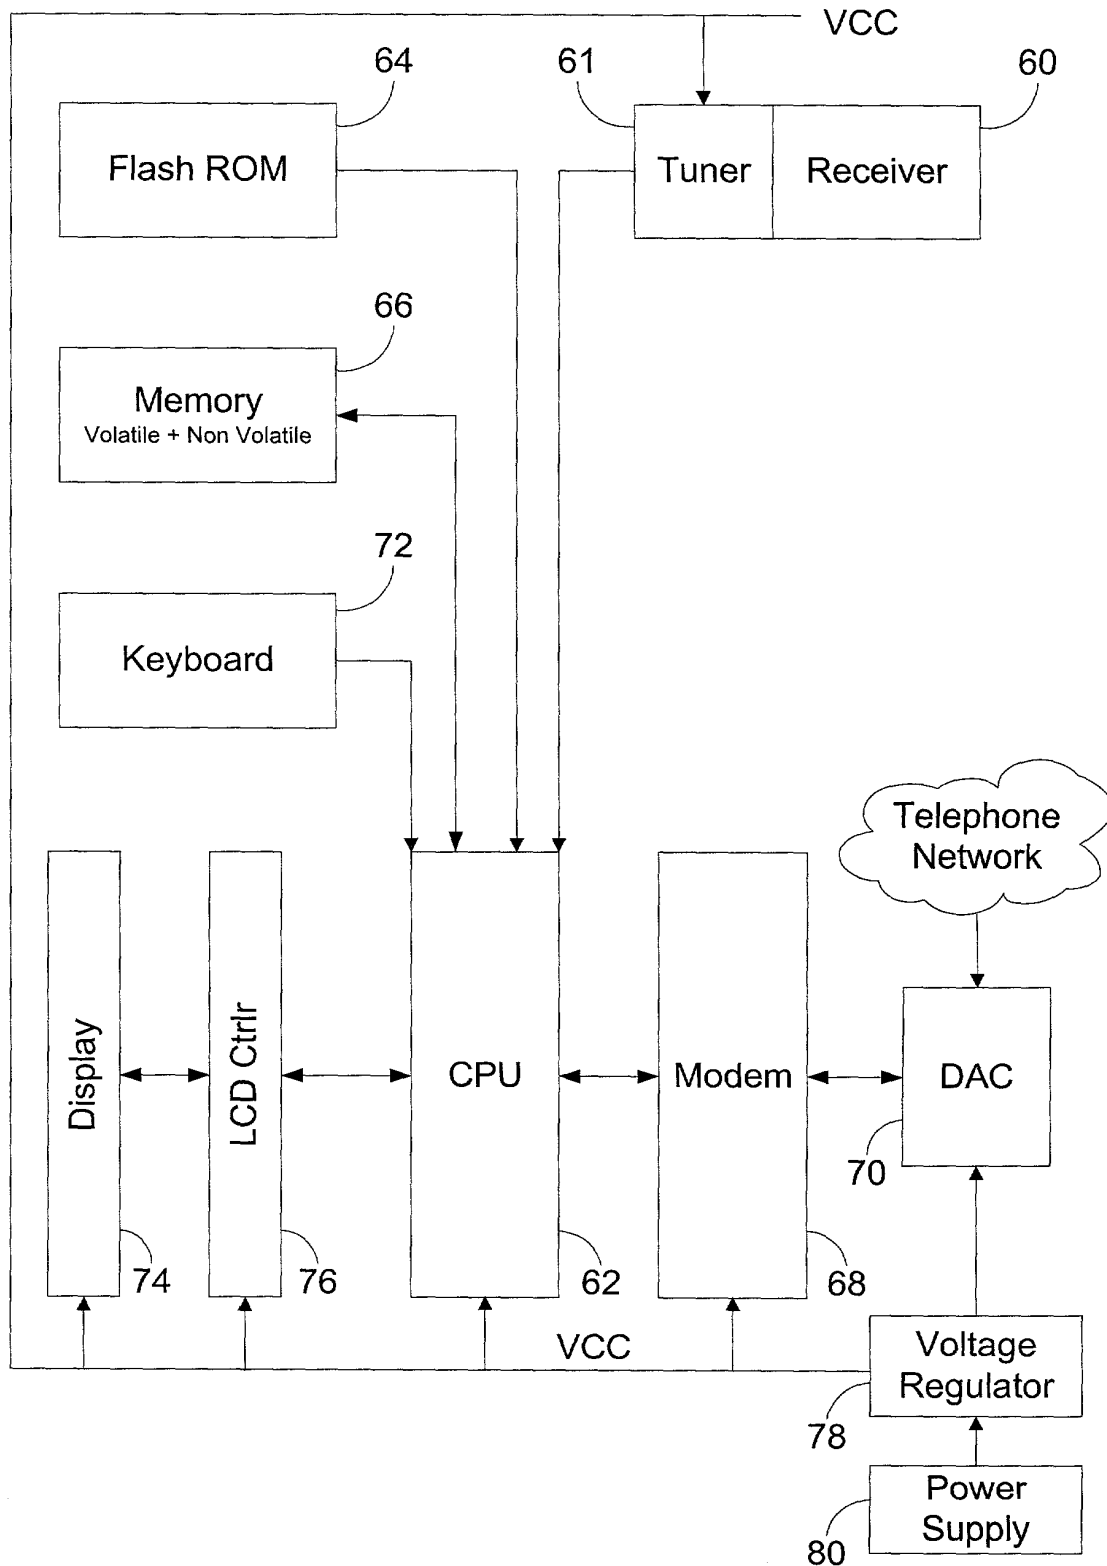 VCC
64
61
60
Flash ROM
Tuner
Receiver
66
Memory
Volatile + Non Volatile
72
Keyboard
Telephone
Network
Display
LCD Ctrlr
CPU
Modem
DAC
70
74
76
62
68
VCC
Voltage
Regulator
78
Power
Supply
80